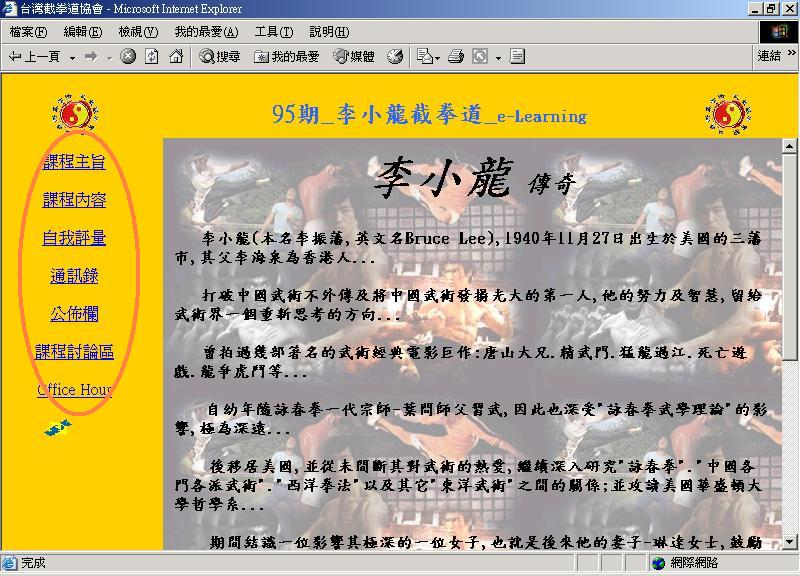 台灣截拳道協會 - Microsoft Internet Explorer
檔案(F) 編輯(E) 檢視(V) 我的最愛(A) 工具(T) 說明(H)
上一頁 搜尋 我的最愛 媒體 連結 »
95期_李小龍截拳道_e-Learning
課程主旨
課程內容
自我評量
通訊錄
公佈欄
課程討論區
Office Hour
李小龍 傳奇
李小龍(本名李振藩,英文名Bruce Lee),1940年11月27日出生於美國的三藩
市,其父李海泉為香港人...
打破中國武術不外傳及將中國武術發揚光大的第一人,他的努力及智慧,留給
武術界一個重新思考的方向...
曾拍過幾部著名的武術經典電影巨作:唐山大兄.精武門.猛龍過江.死亡遊
戲.龍爭虎鬥等...
自幼年隨詠春拳一代宗師-葉問師父習武,因此也深受"詠春拳武學理論"的影
響,極為深遠...
後移居美國,並從未間斷其對武術的熱愛,繼續深入研究"詠春拳"."中國各
門各派武術"."西洋拳法"以及其它"東洋武術"之間的關係;並攻讀美國華盛頓大
學哲學系...
期間結識一位影響其極深的一位女子,也就是後來他的妻子-琳達女士,鼓勵
完成 網際網路